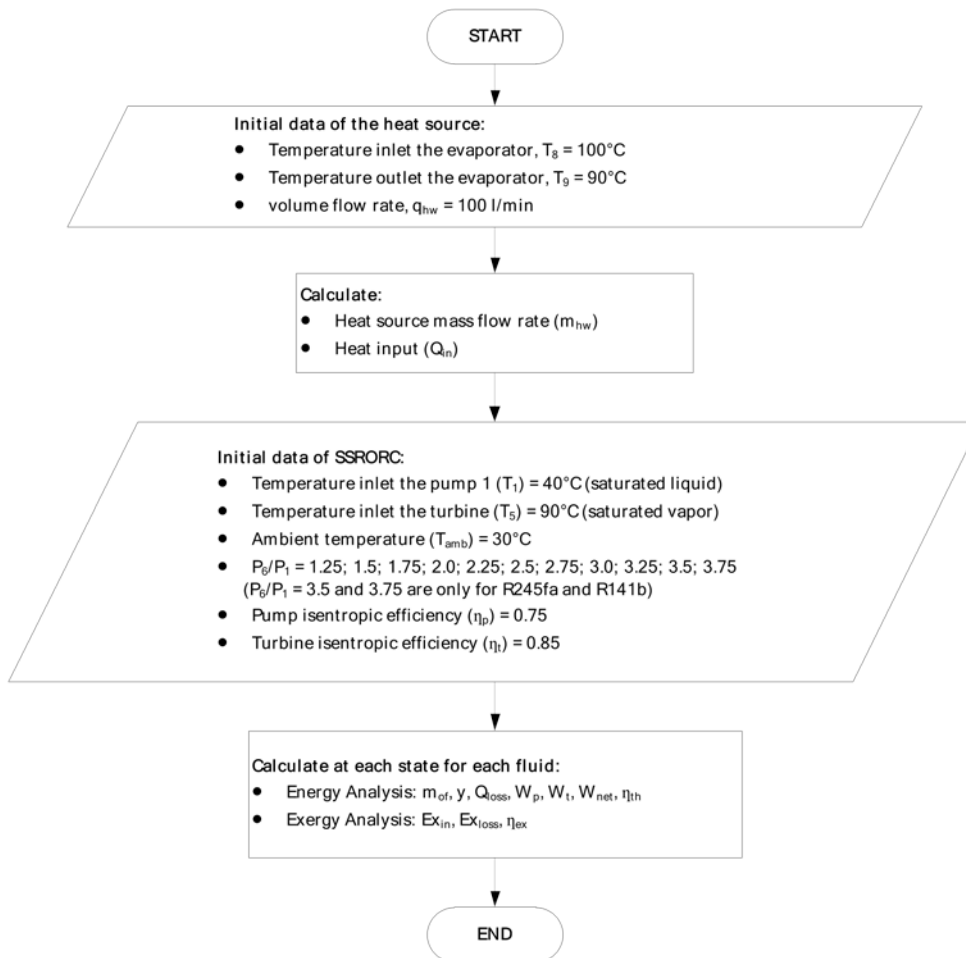 START
Initial data of the heat source:
● Temperature inlet the evaporator, T₈ = 100°C
● Temperature outlet the evaporator, T₉ = 90°C
● volume flow rate, qₕw = 100 l/min
Calculate:
● Heat source mass flow rate (mₕw)
● Heat input (Qᵢₙ)
Initial data of SSRORC:
● Temperature inlet the pump 1 (T₁) = 40°C (saturated liquid)
● Temperature inlet the turbine (T₅) = 90°C (saturated vapor)
● Ambient temperature (Tamb) = 30°C
● P₆/P₁ = 1.25; 1.5; 1.75; 2.0; 2.25; 2.5; 2.75; 3.0; 3.25; 3.5; 3.75
(P₆/P₁ = 3.5 and 3.75 are only for R245fa and R141b)
● Pump isentropic efficiency (ηp) = 0.75
● Turbine isentropic efficiency (ηt) = 0.85
Calculate at each state for each fluid:
● Energy Analysis: mof, y, Qloss, Wp, Wt, Wnet, ηth
● Exergy Analysis: Exin, Exloss, ηex
END